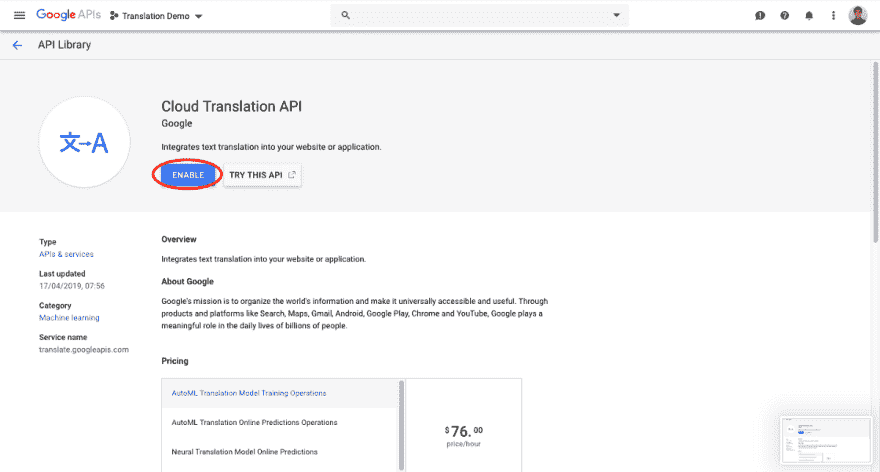 Google APIs
Translation Demo
API Library
文→A
Cloud Translation API
Google
Integrates text translation into your website or application.
ENABLE
TRY THIS API
Type
APIs & services
Last updated
17/04/2019, 07:56
Category
Machine learning
Service name
translate.googleapis.com
Overview
Integrates text translation into your website or application.
About Google
Google's mission is to organize the world's information and make it universally accessible and useful. Through
products and platforms like Search, Maps, Gmail, Android, Google Play, Chrome and YouTube, Google plays a
meaningful role in the daily lives of billions of people.
Pricing
AutoML Translation Model Training Operations
AutoML Translation Online Predictions Operations
Neural Translation Model Online Predictions
$76.00
price/hour